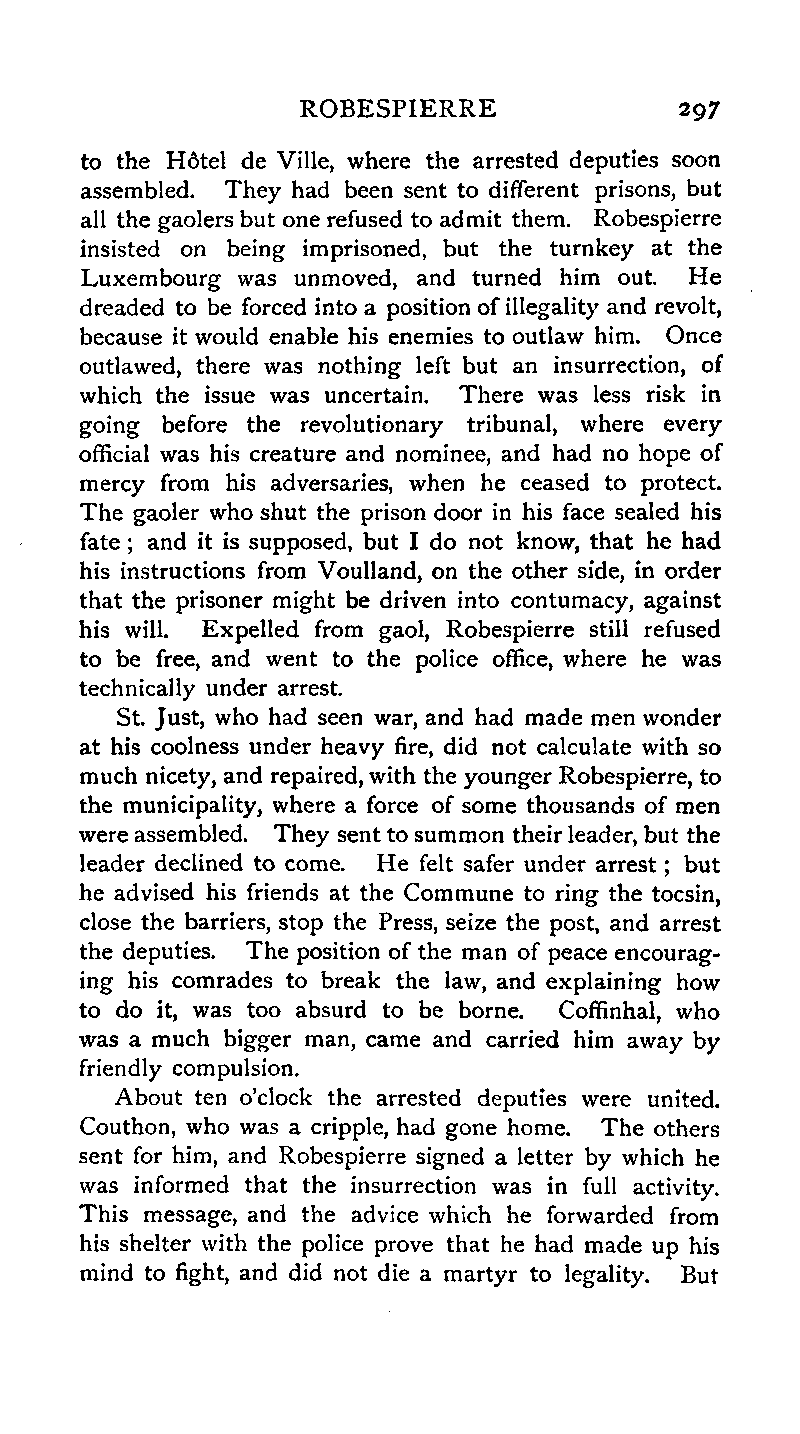 ROBESPIERRE 297
to the Hôtel de Ville, where the arrested deputies soon
assembled. They had been sent to different prisons, but
all the gaolers but one refused to admit them. Robespierre
insisted on being imprisoned, but the turnkey at the
Luxembourg was unmoved, and turned him out. He
dreaded to be forced into a position of illegality and revolt,
because it would enable his enemies to outlaw him. Once
outlawed, there was nothing left but an insurrection, of
which the issue was uncertain. There was less risk in
going before the revolutionary tribunal, where every
official was his creature and nominee, and had no hope of
mercy from his adversaries, when he ceased to protect.
The gaoler who shut the prison door in his face sealed his
fate ; and it is supposed, but I do not know, that he had
his instructions from Voulland, on the other side, in order
that the prisoner might be driven into contumacy, against
his will. Expelled from gaol, Robespierre still refused
to be free, and went to the police office, where he was
technically under arrest.
St. Just, who had seen war, and had made men wonder
at his coolness under heavy fire, did not calculate with so
much nicety, and repaired, with the younger Robespierre, to
the municipality, where a force of some thousands of men
were assembled. They sent to summon their leader, but the
leader declined to come. He felt safer under arrest ; but
he advised his friends at the Commune to ring the tocsin,
close the barriers, stop the Press, seize the post, and arrest
the deputies. The position of the man of peace encourag-
ing his comrades to break the law, and explaining how
to do it, was too absurd to be borne. Coffinhal, who
was a much bigger man, came and carried him away by
friendly compulsion.
About ten o'clock the arrested deputies were united.
Couthon, who was a cripple, had gone home. The others
sent for him, and Robespierre signed a letter by which he
was informed that the insurrection was in full activity.
This message, and the advice which he forwarded from
his shelter with the police prove that he had made up his
mind to fight, and did not die a martyr to legality. But